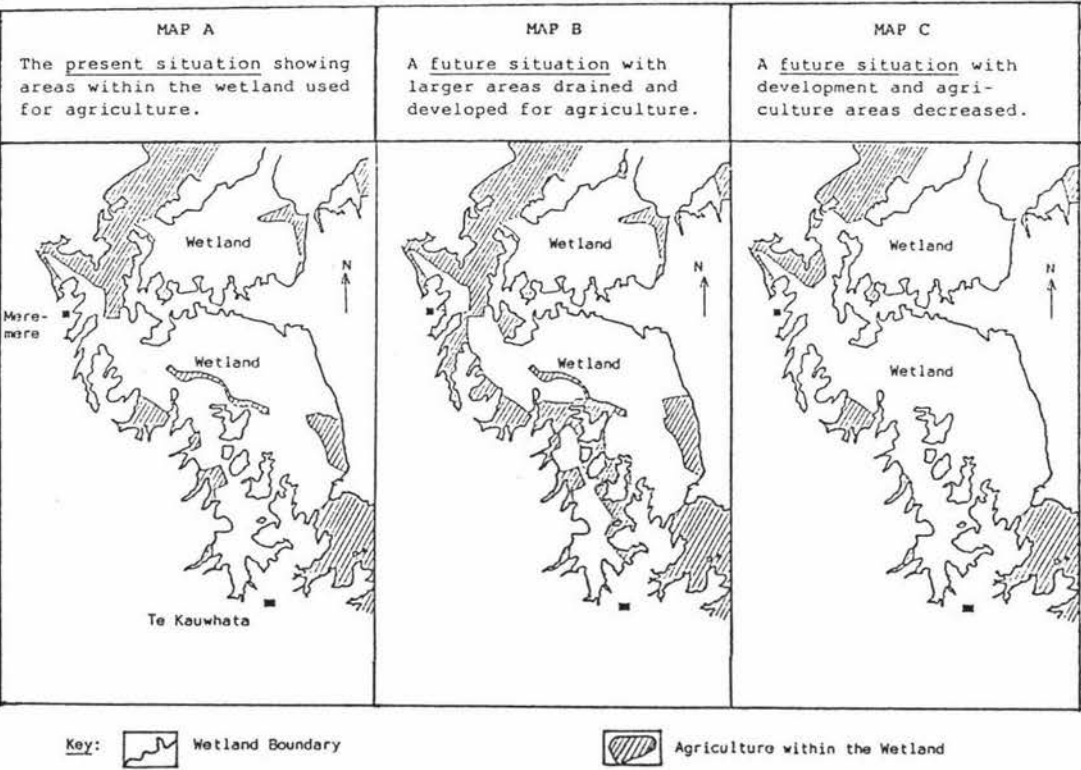 MAP A
The present situation showing
areas within the wetland used
for agriculture.
MAP B
A future situation with
larger areas drained and
developed for agriculture.
MAP C
A future situation with
development and agri-
culture areas decreased.
Wetland
N
Mere-
mere
Wetland
Te Kauwhata
Wetland
N
Wetland
Wetland
N
Wetland
Key:
Wetland Boundary
Agriculture within the Wetland